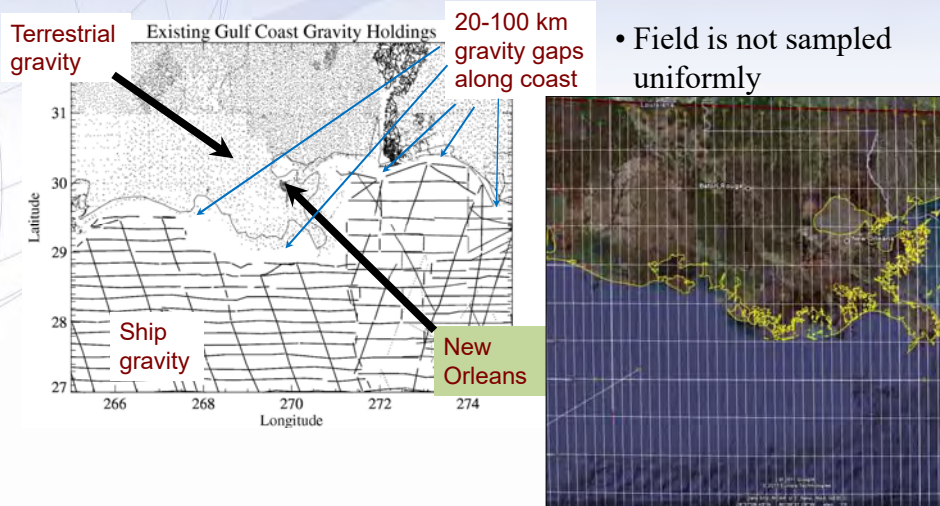 Terrestrial
gravity
Existing Gulf Coast Gravity Holdings
20-100 km
gravity gaps
along coast
• Field is not sampled
uniformly
31
30
29
28
27
Latitude
266
268
270
272
274
Longitude
Ship
gravity
New
Orleans
Louisiana
Baton Rouge
New Orleans